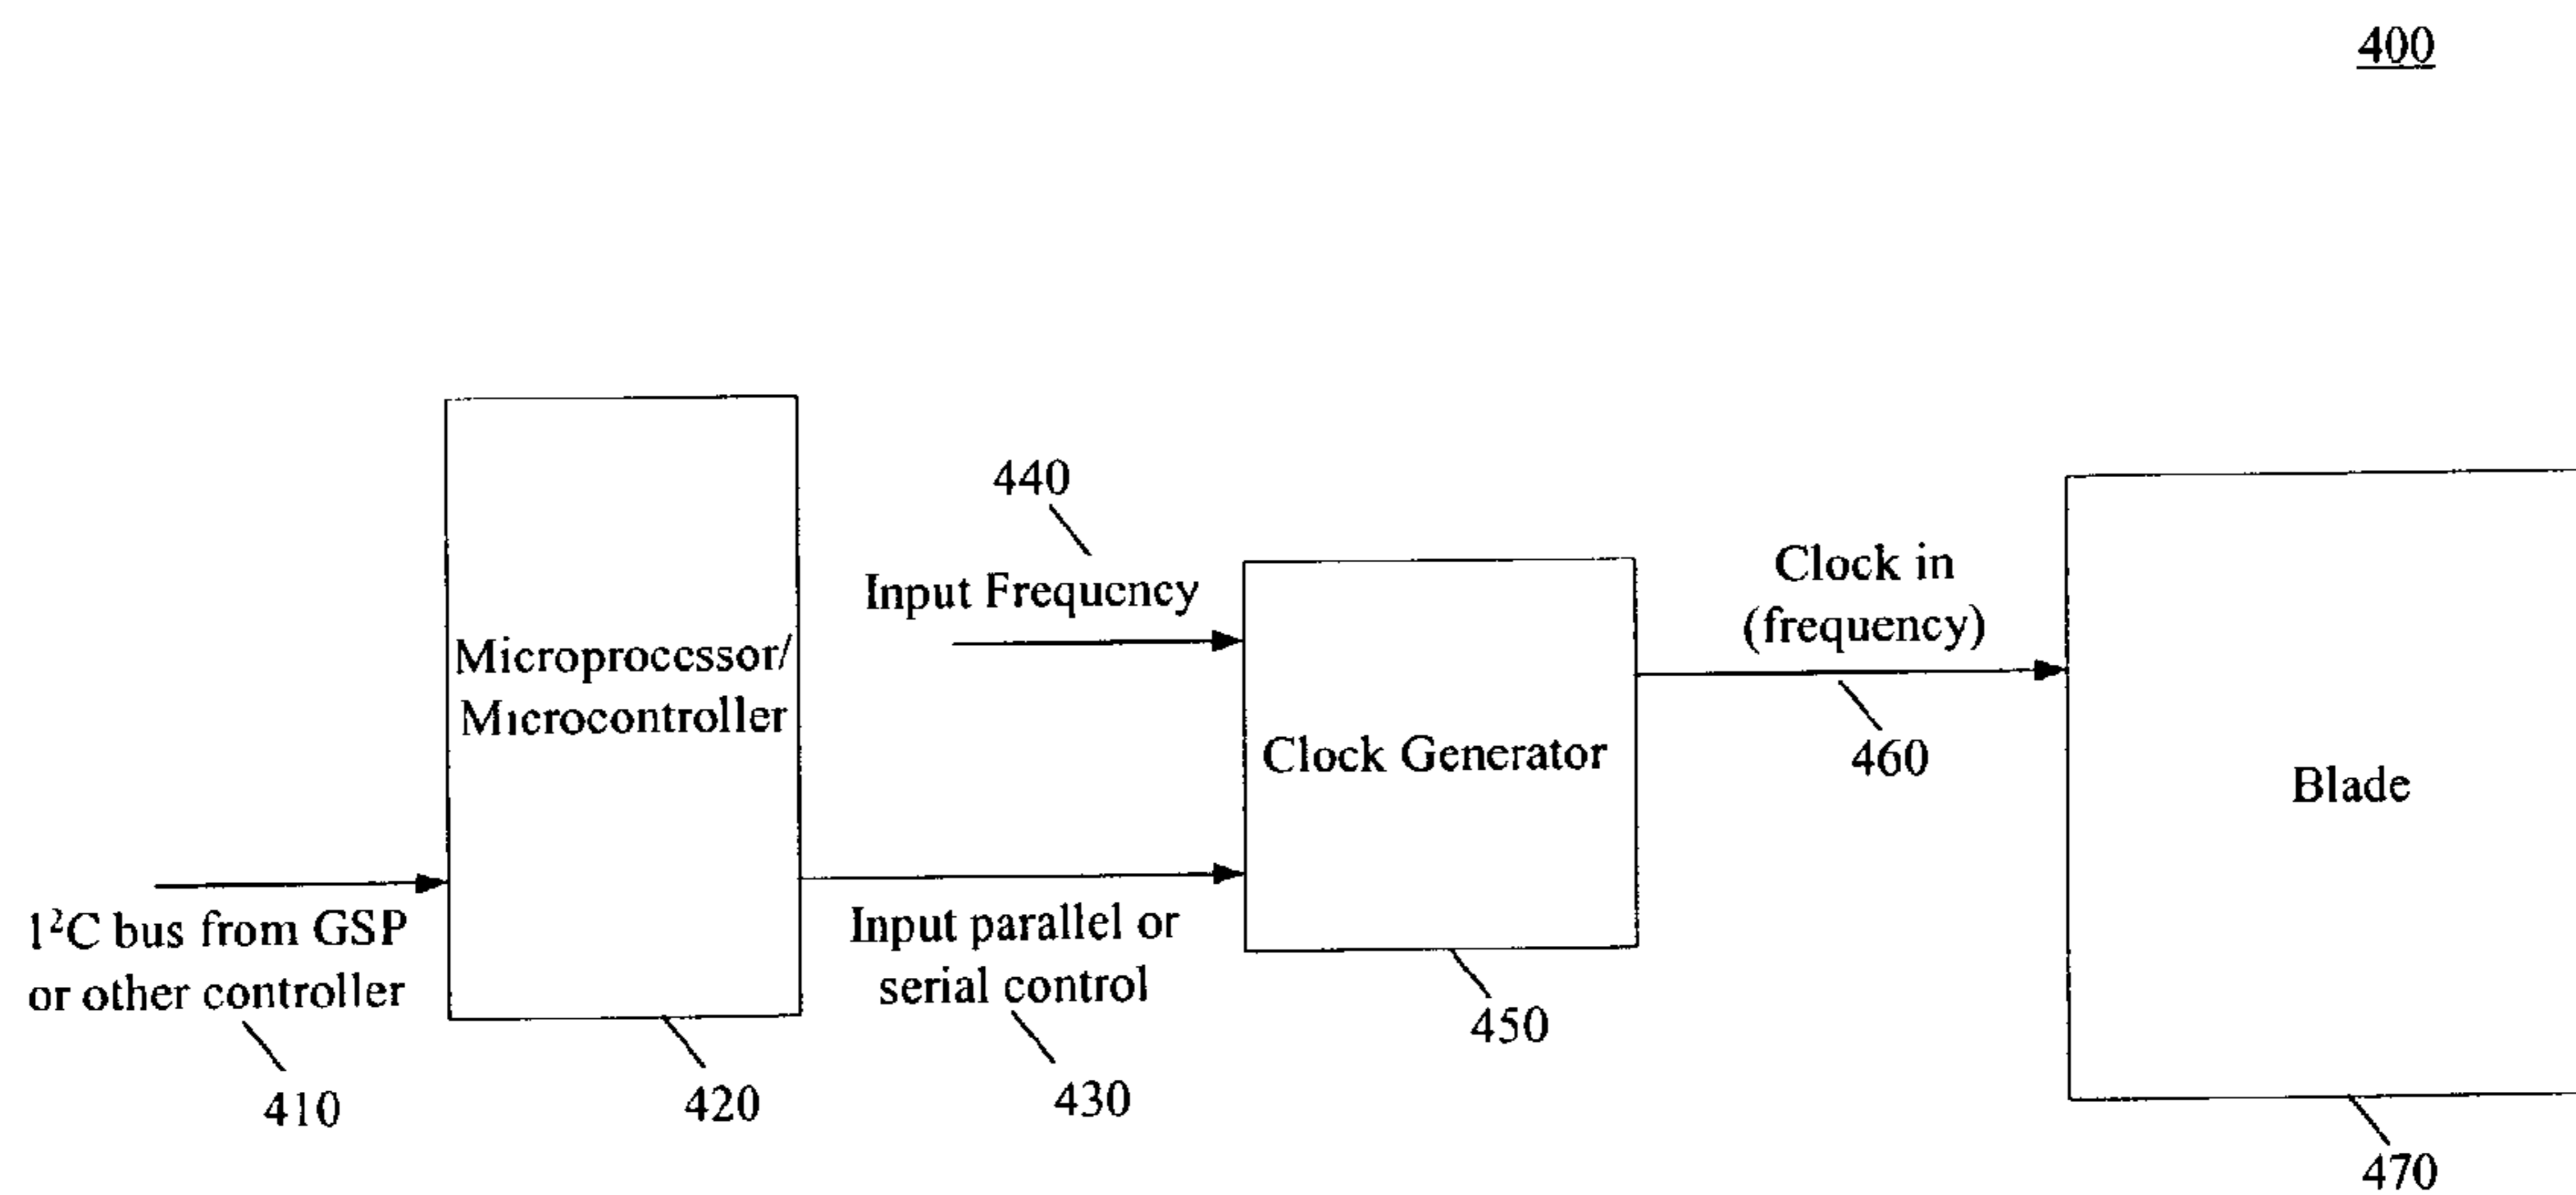 400
440
Input Frequency
Clock in
(frequency)
Microprocessor/
Microcontroller
Clock Generator
460
Blade
I²C bus from GSP
or other controller
Input parallel or
serial control
450
410
420
430
470